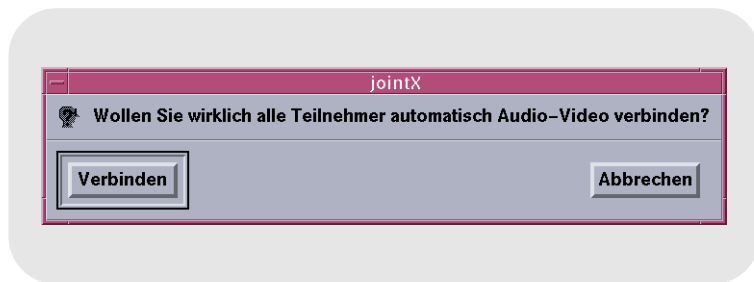 jointX
Wollen Sie wirklich alle Teilnehmer automatisch Audio-Video verbinden?
Verbinden
Abbrechen